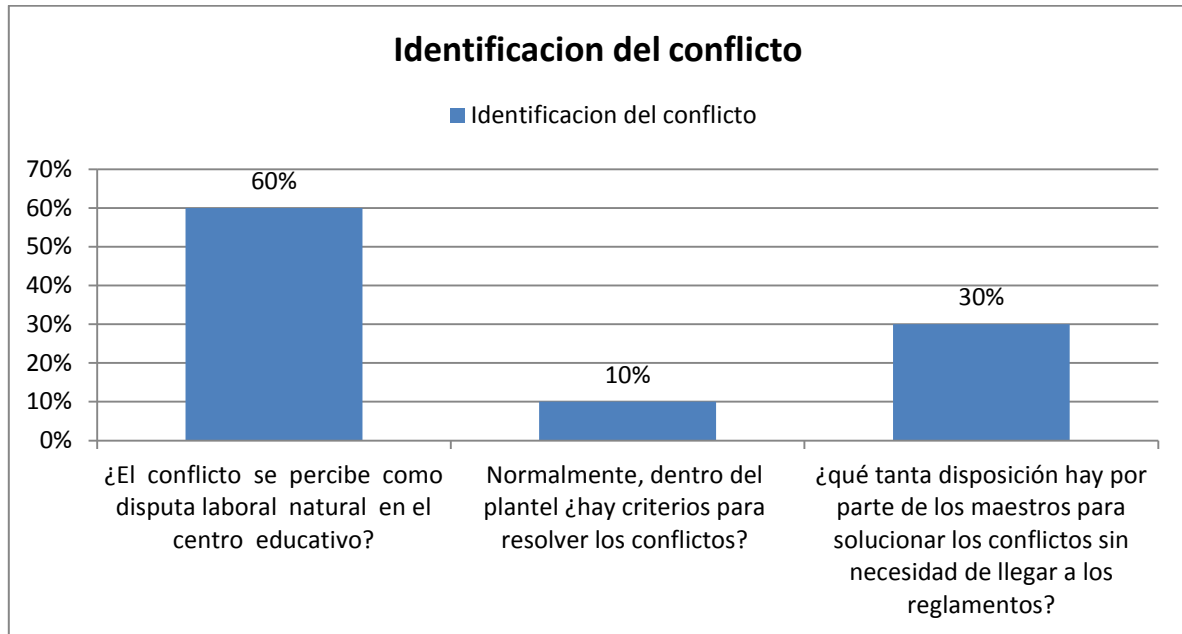 Identificacion del conflicto
Identificacion del conflicto
70%
60%
50%
40%
30%
20%
10%
0%
60%
10%
30%
¿El conflicto se percibe como
disputa laboral natural en el
centro educativo?
Normalmente, dentro del
plantel ¿hay criterios para
resolver los conflictos?
¿qué tanta disposición hay por
parte de los maestros para
solucionar los conflictos sin
necesidad de llegar a los
reglamentos?